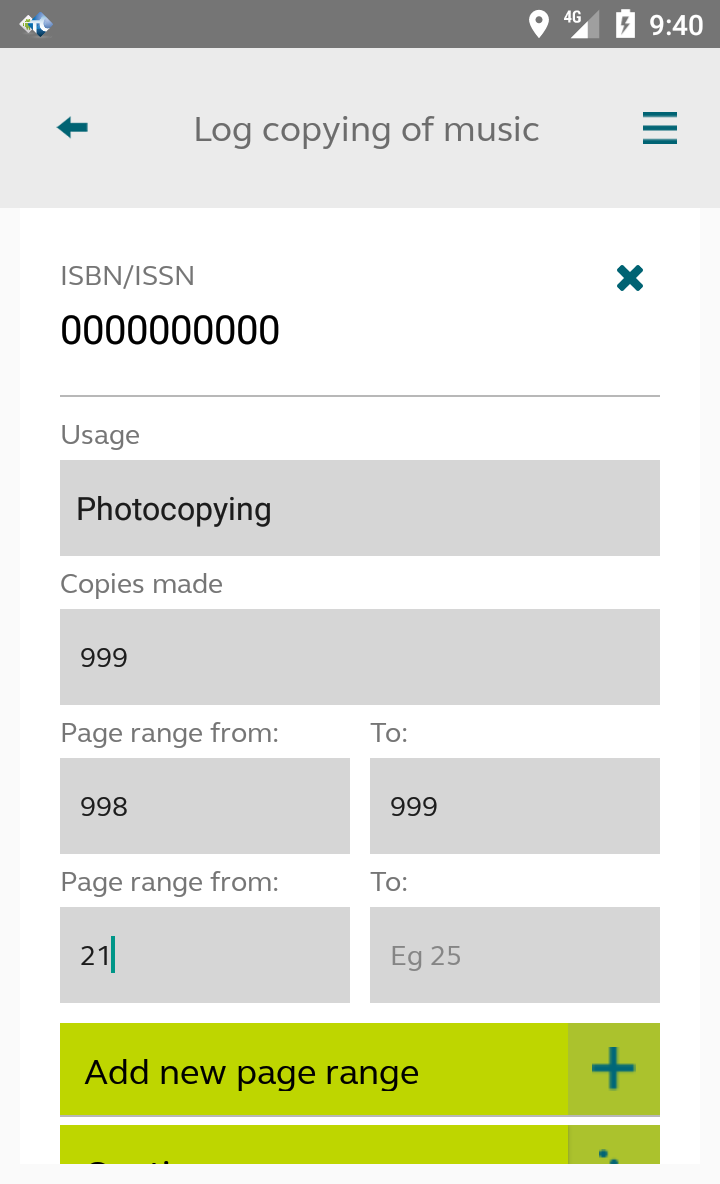 4G 9:40
Log copying of music
ISBN/ISSN
0000000000
Usage
Photocopying
Copies made
999
Page range from: To:
998 999
Page range from: To:
21 Eg 25
Add new page range